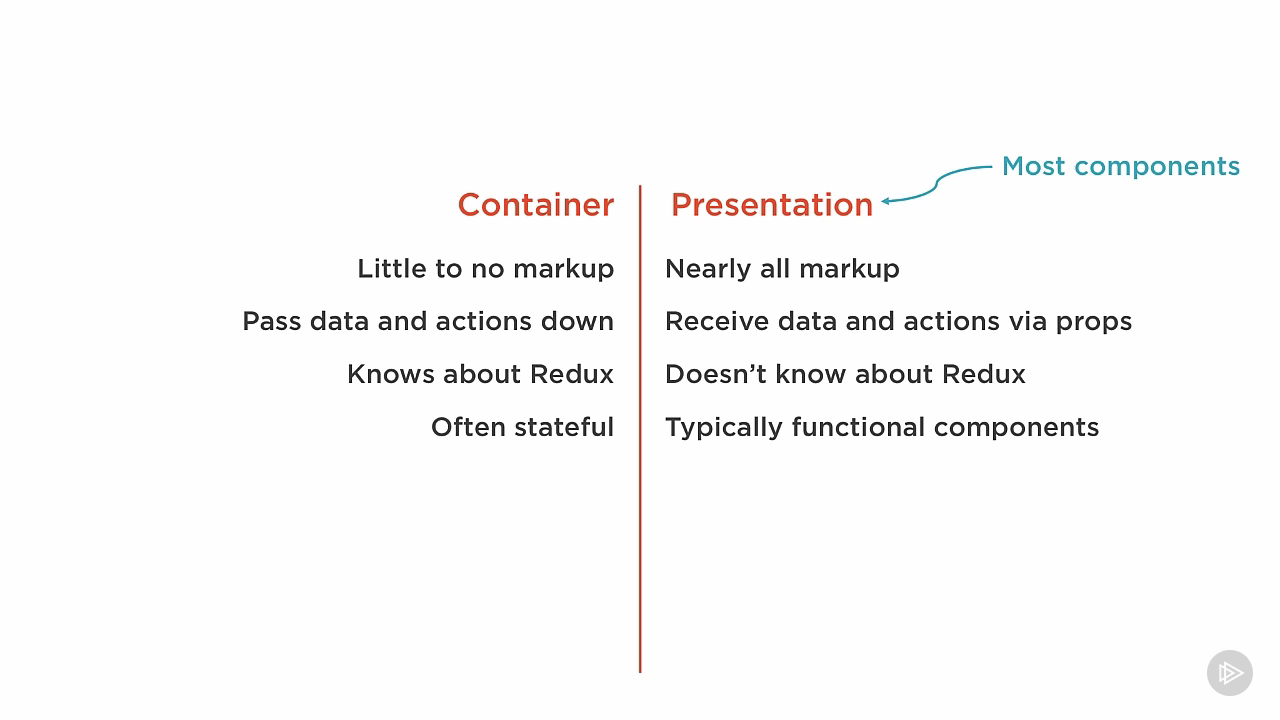 Most components
Container
Presentation
Little to no markup
Nearly all markup
Pass data and actions down
Receive data and actions via props
Knows about Redux
Doesn’t know about Redux
Often stateful
Typically functional components